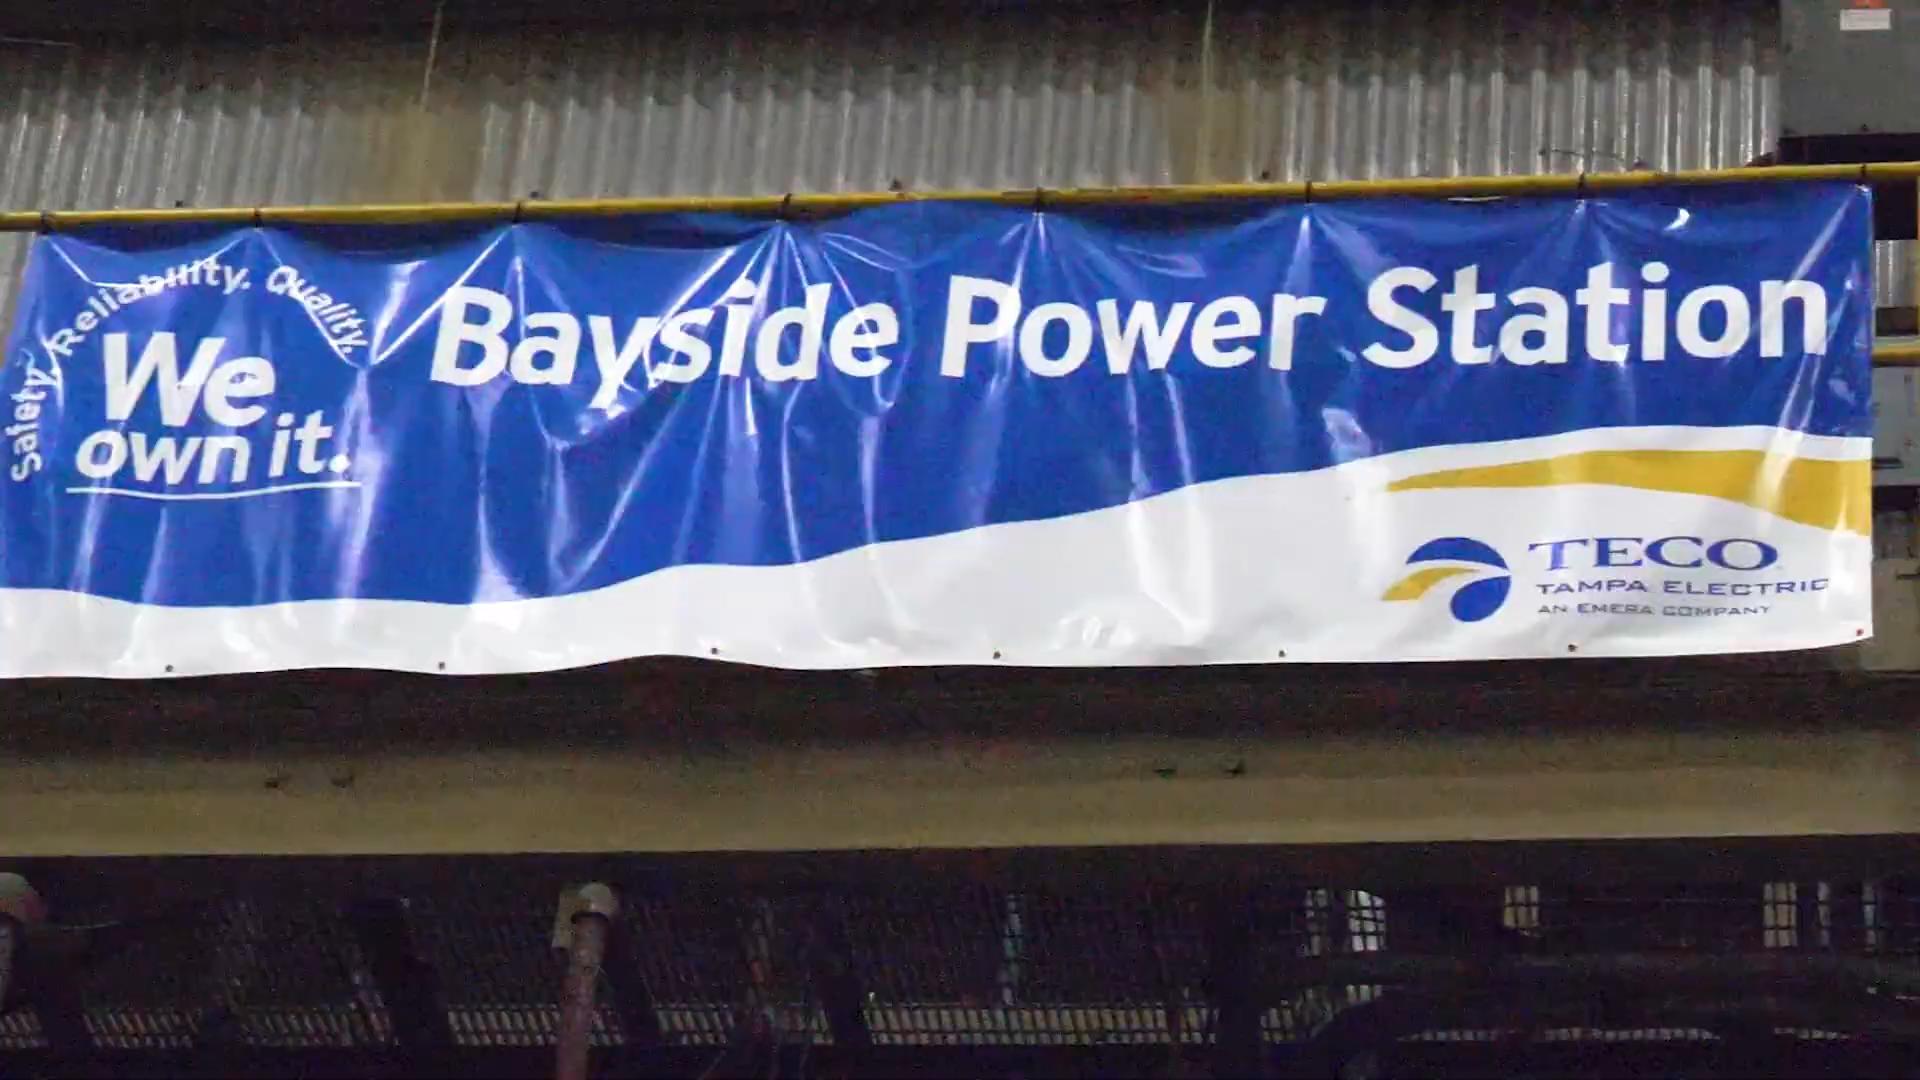 Safety. Reliability. Quality.
We
own it.
Bayside Power Station
TECO
TAMPA ELECTRIC
AN EMERA COMPANY